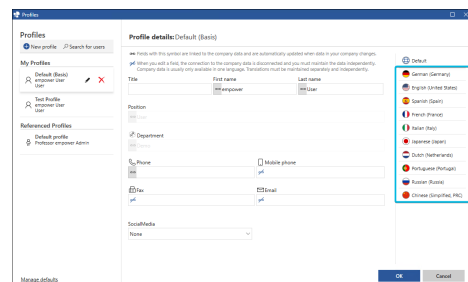 Profiles
Profiles
New profile
Search for users
My Profiles
Default (Basis)
empower User
User
Test Profile
empower User
User
Referenced Profiles
Default profile
Professor empower Admin
Manage defaults
Profile details: Default (Basis)
Fields with this symbol are linked to the company data and are automatically updated when data in your company changes.
When you edit a field, the connection to the company data is disconnected and you must maintain the data independently.
Company data is usually only available in one language. Translations must be maintained separately and independently.
Title
First name
Last name
empower
User
Position
Department
Phone
Mobile phone
Fax
Email
SocialMedia
None
Default
German (Germany)
English (United States)
Spanish (Spain)
French (France)
Italian (Italy)
Japanese (Japan)
Dutch (Netherlands)
Portuguese (Portugal)
Russian (Russia)
Chinese (Simplified, PRC)
OK
Cancel